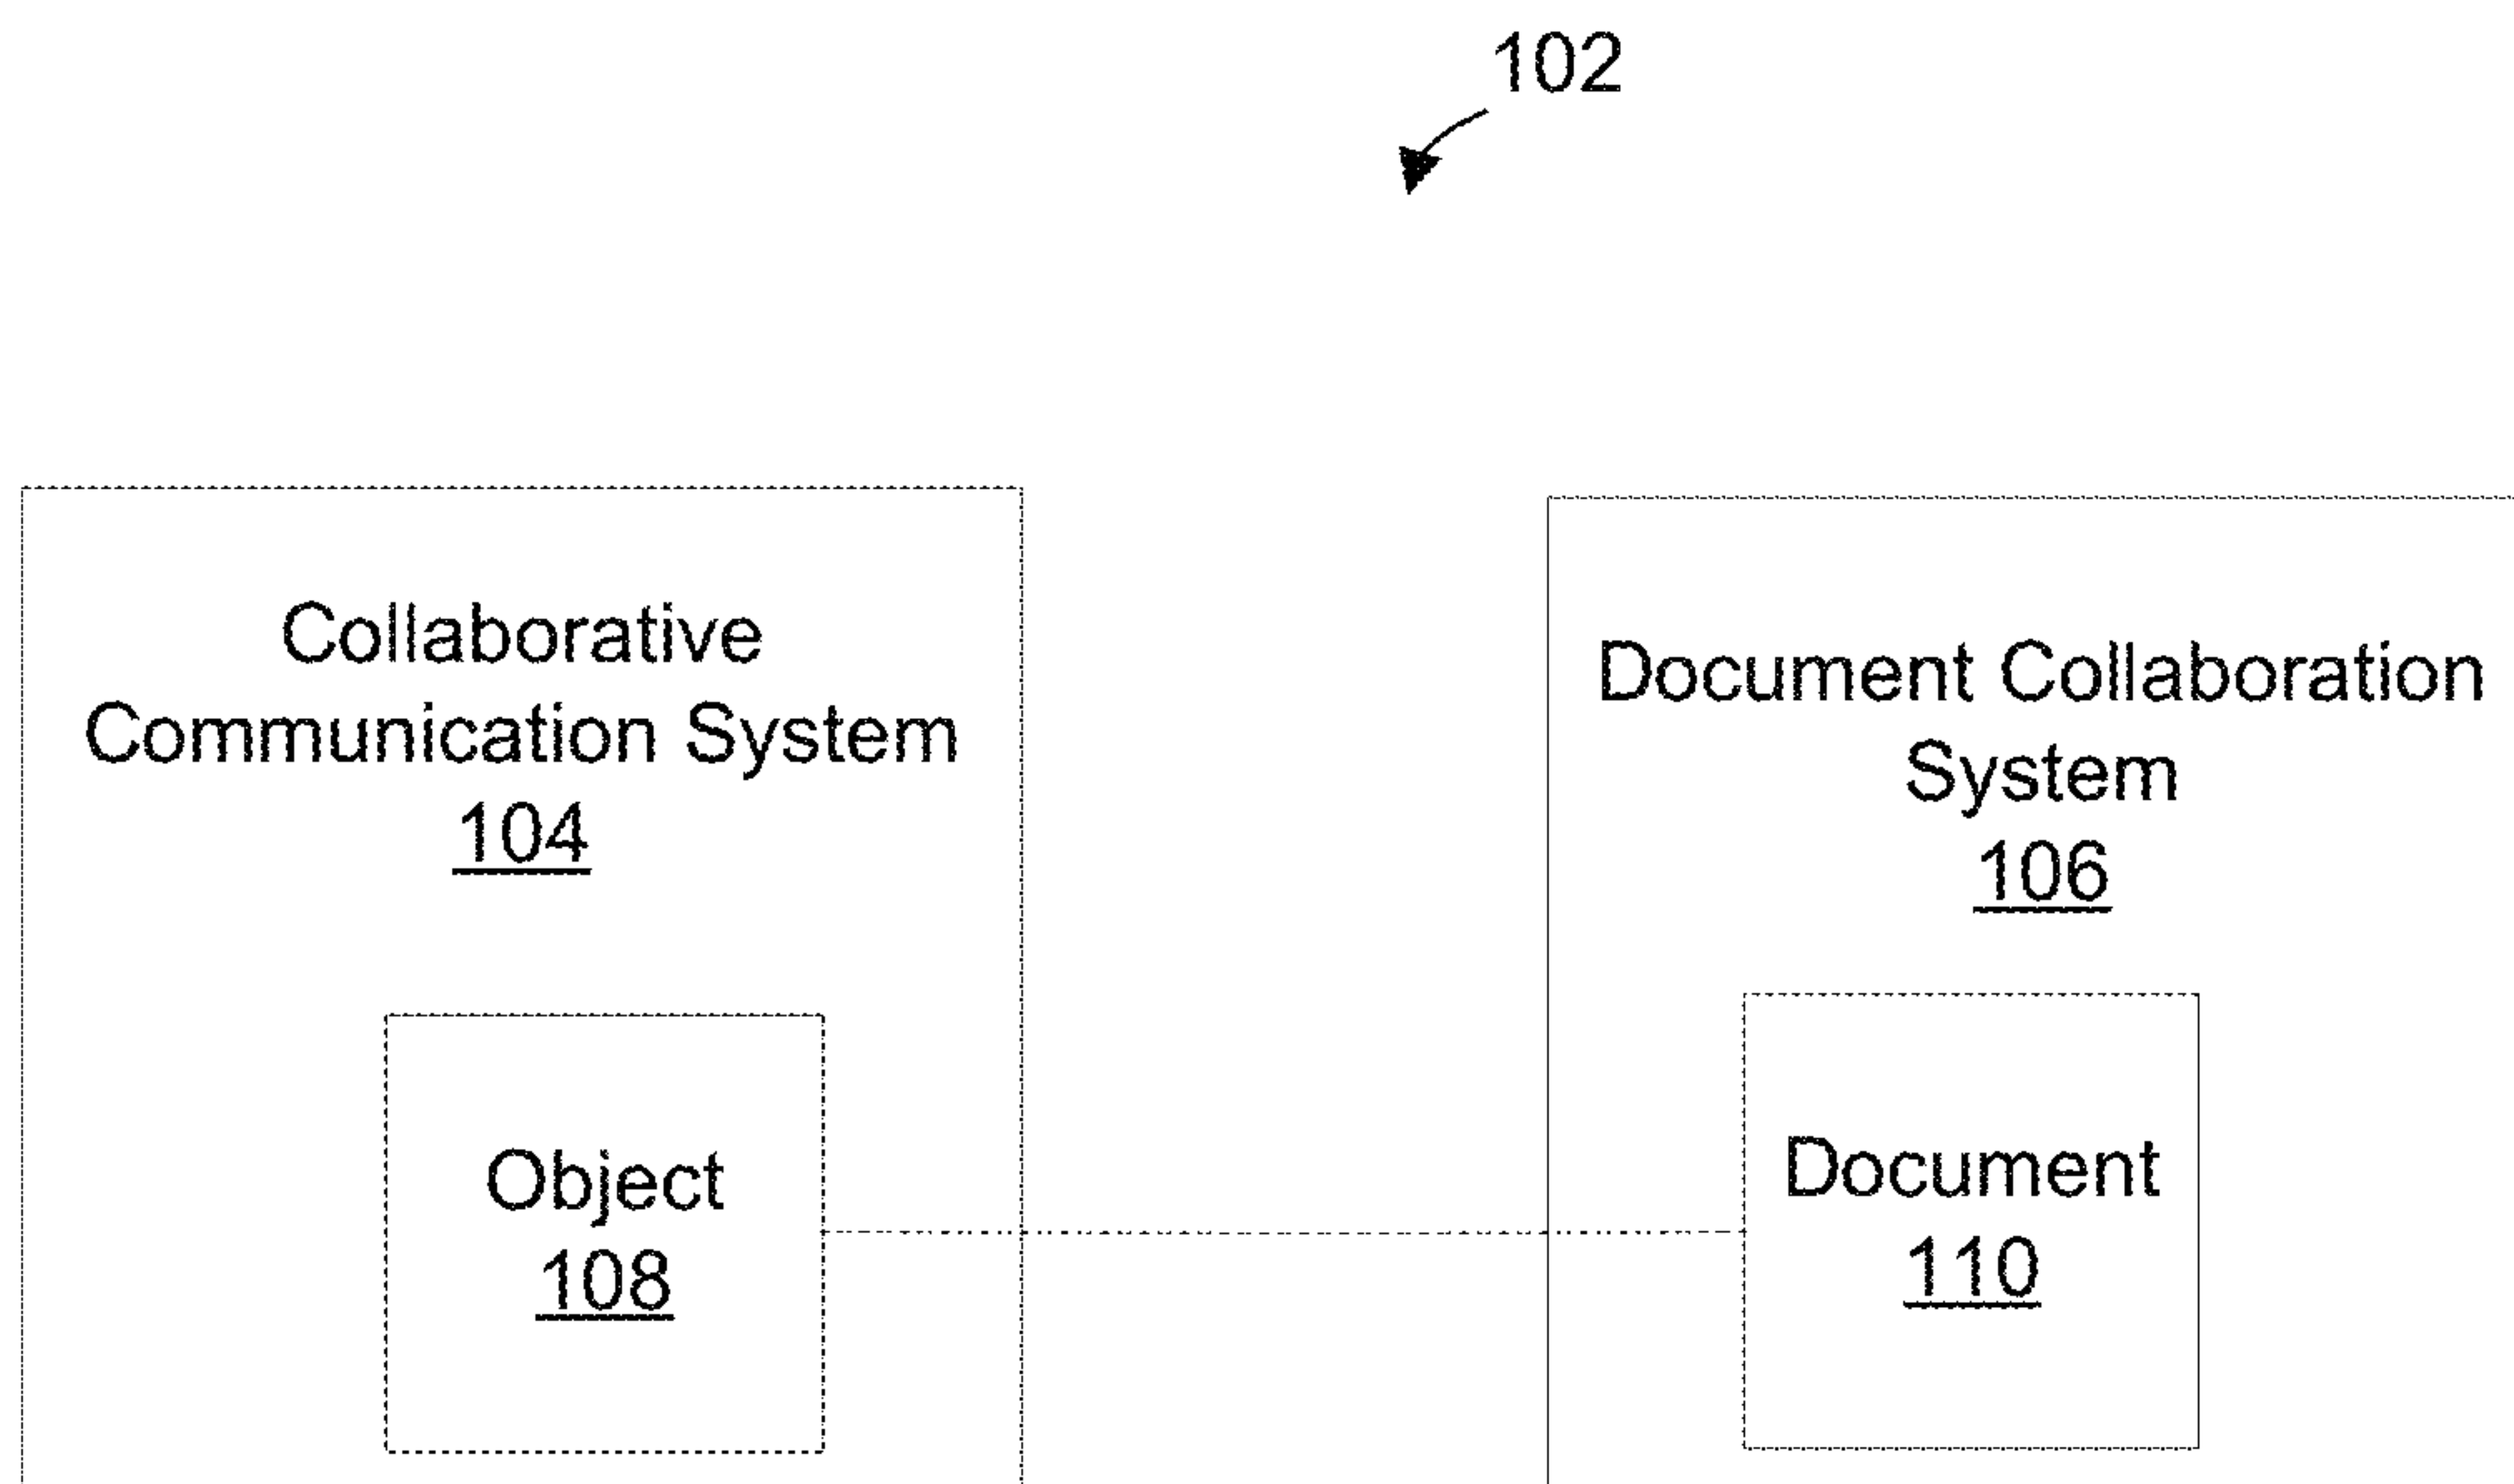 102
Collaborative
Communication System
104
Document Collaboration
System
106
Object
108
Document
110